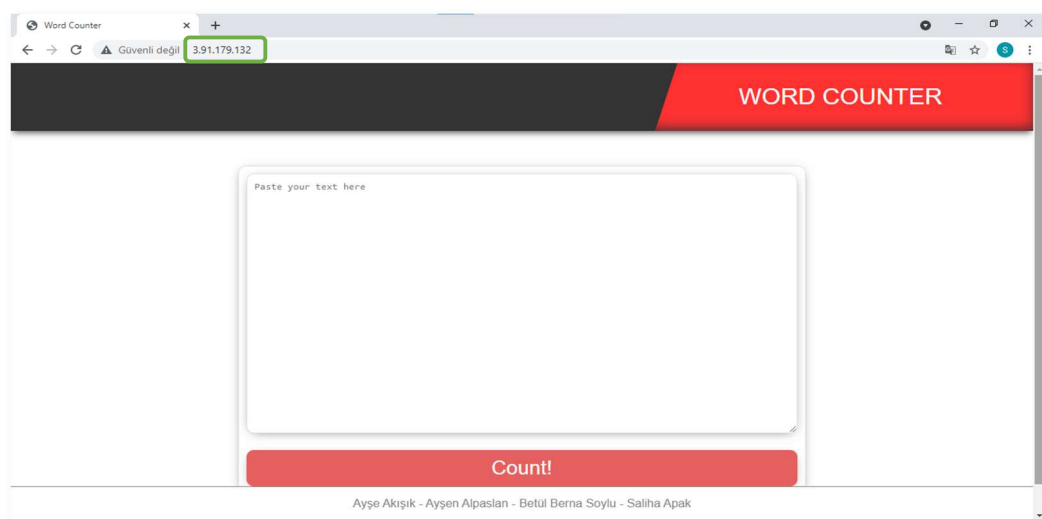 Word Counter
Güvenli değil 3.91.179.132
S
WORD COUNTER
Paste your text here
Count!
Ayşe Akışık - Ayşen Alpaslan - Betül Berna Soylu - Saliha Apak